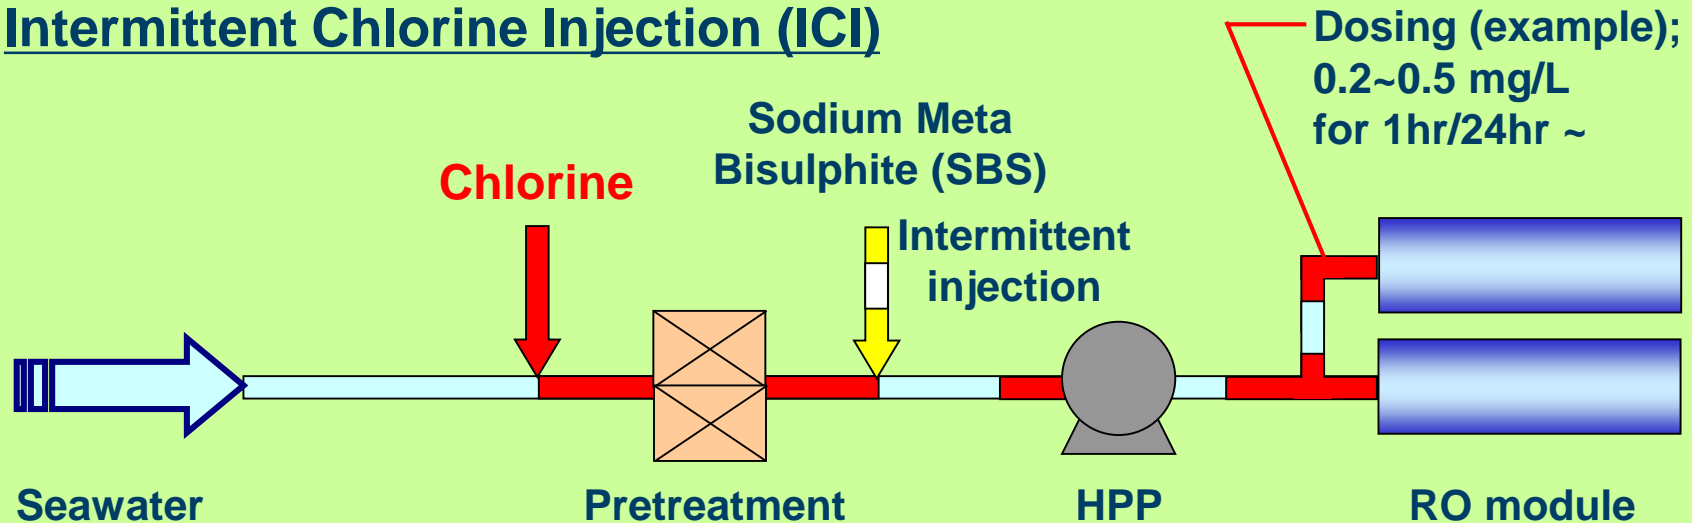 Intermittent Chlorine Injection (ICI)
Dosing (example);
0.2~0.5 mg/L
for 1hr/24hr ~
Sodium Meta
Bisulphite (SBS)
Chlorine
Intermittent
injection
Seawater
Pretreatment
HPP
RO module